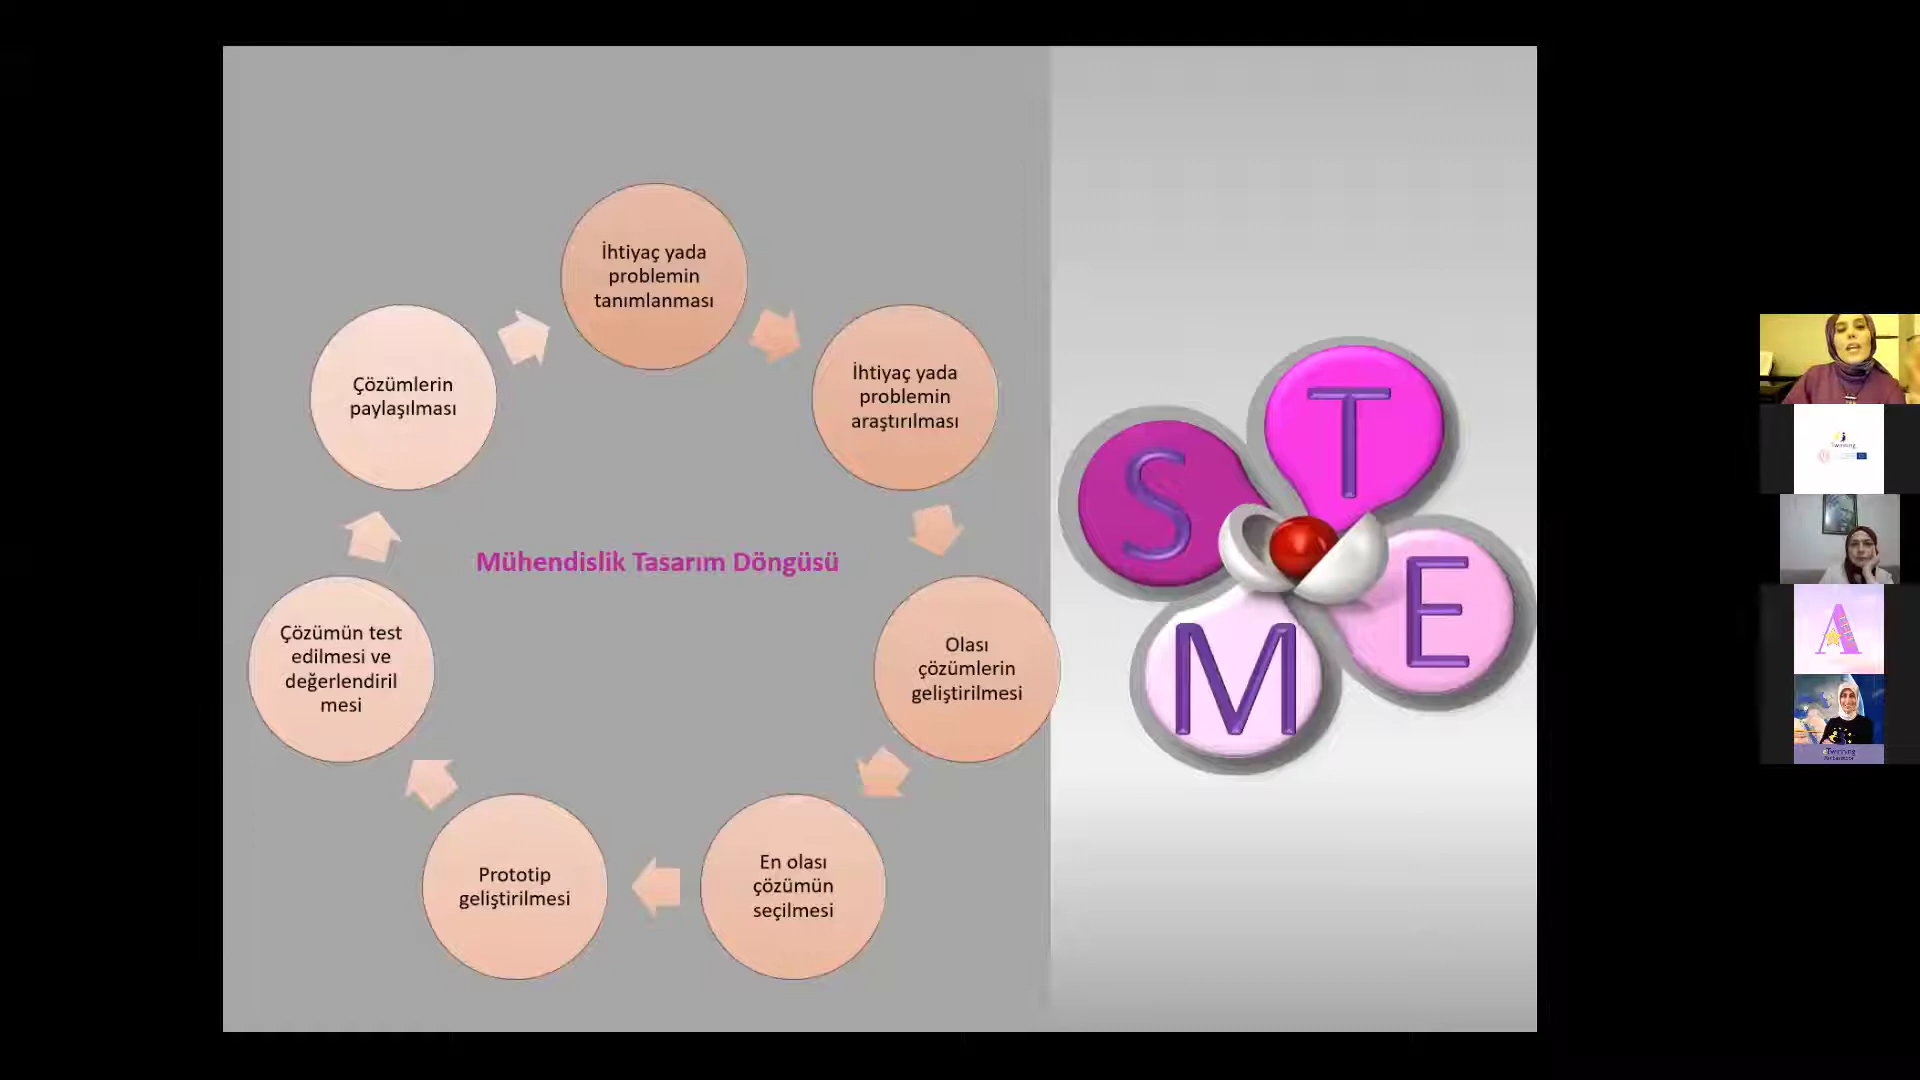 İhtiyaç yada
problemin
tanımlanması
İhtiyaç yada
problemin
araştırılması
Olası
çözümlerin
geliştirilmesi
En olası
çözümün
seçilmesi
Prototip
geliştirilmesi
Çözümün test
edilmesi ve
değerlendiril
mesi
Çözümlerin
paylaşılması
Mühendislik Tasarım Döngüsü
S
T
E
M
A
eTwinning